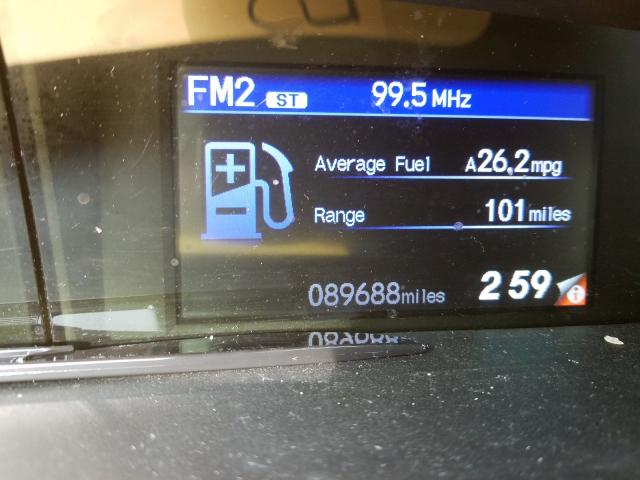 FM2 ST 99.5 MHz
Average Fuel A26.2mpg
Range 101 miles
089688miles 2 59